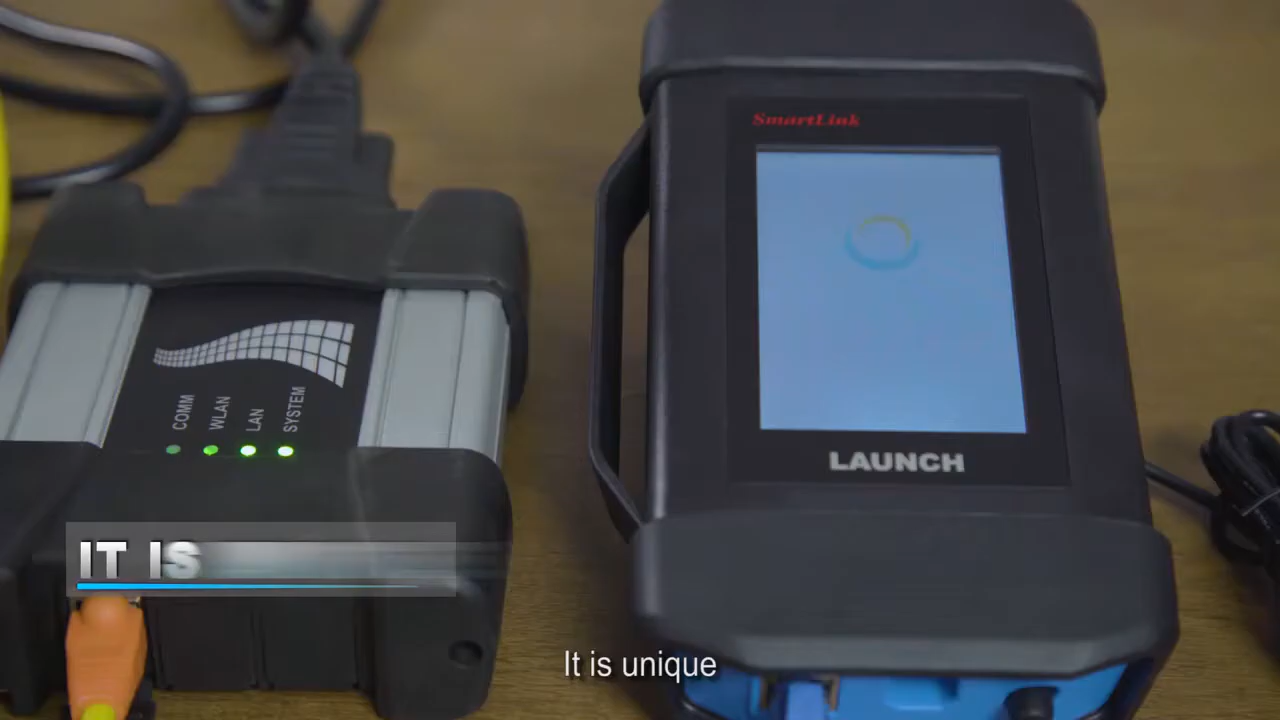 SmartLink
LAUNCH
COMM
WLAN
LAN
SYSTEM
IT IS
It is unique